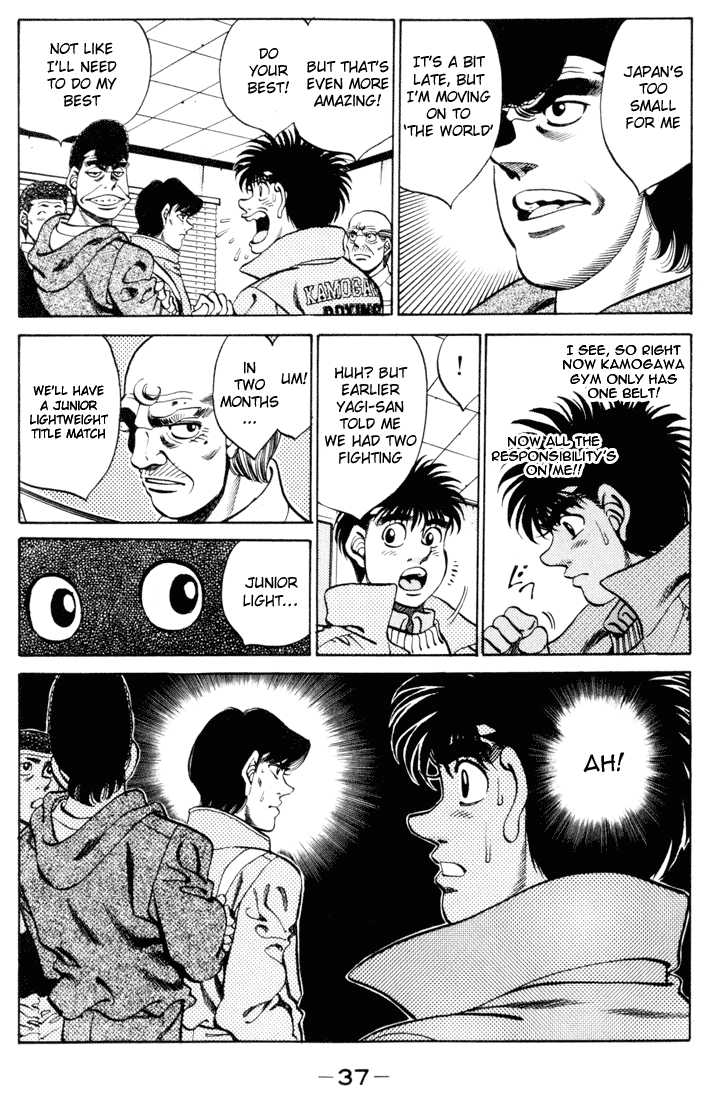 JAPAN'S
TOO
SMALL
FOR ME
IT'S A BIT
LATE, BUT
I'M MOVING
ON TO
'THE WORLD'
BUT THAT'S
EVEN MORE
AMAZING!
DO
YOUR
BEST!
NOT LIKE
I'LL NEED
TO DO MY
BEST
KAMOGA
BOXING
I SEE, SO RIGHT
NOW KAMOGAWA
GYM ONLY HAS
ONE BELT!
NOW ALL THE
RESPONSIBILITY'S
ON ME!!
どくん
!
HUH? BUT
EARLIER
YAGI-SAN
TOLD ME
WE HAD TWO
FIGHTING
UM!
IN
TWO
MONTHS
...
WE'LL HAVE
A JUNIOR
LIGHTWEIGHT
TITLE MATCH
JUNIOR
LIGHT...
AH!
-37-